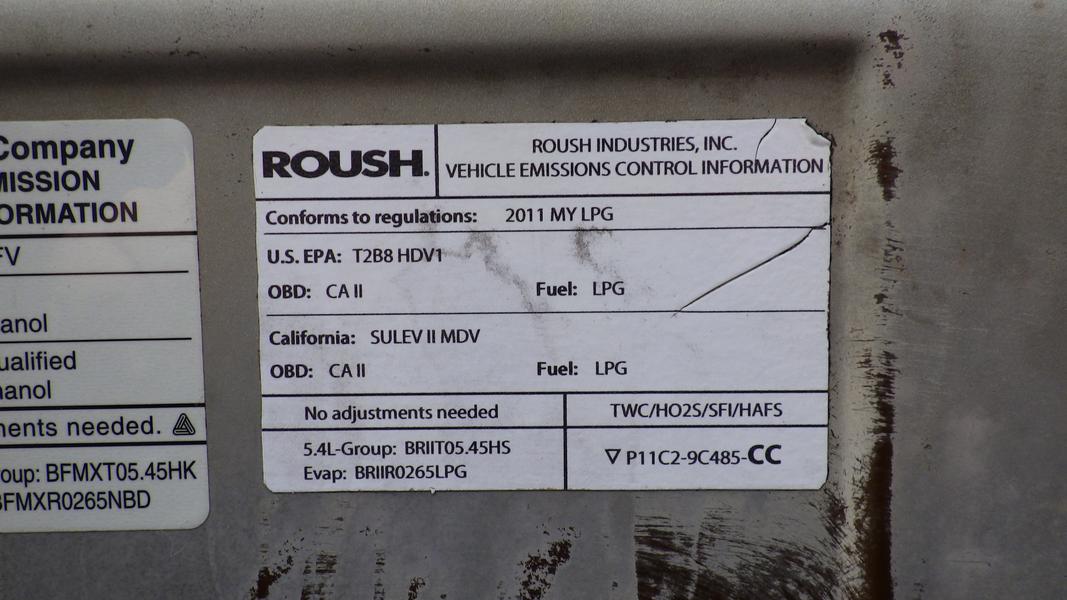 Company
MISSION
ORMATION
FV
anol
ualified
hanol
ments needed.
roup: BFMXT05.45HK
BFMXR0265NBD
ROUSH.
ROUSH INDUSTRIES, INC.
VEHICLE EMISSIONS CONTROL INFORMATION
Conforms to regulations: 2011 MY LPG
U.S. EPA: T2B8 HDV1
OBD: CA II Fuel: LPG
California: SULEV II MDV
OBD: CA II Fuel: LPG
No adjustments needed
TWC/HO2S/SFI/HAFS
5.4L-Group: BRIIT05.45HS
Evap: BRIIR0265LPG
▽ P11C2-9C485-CC